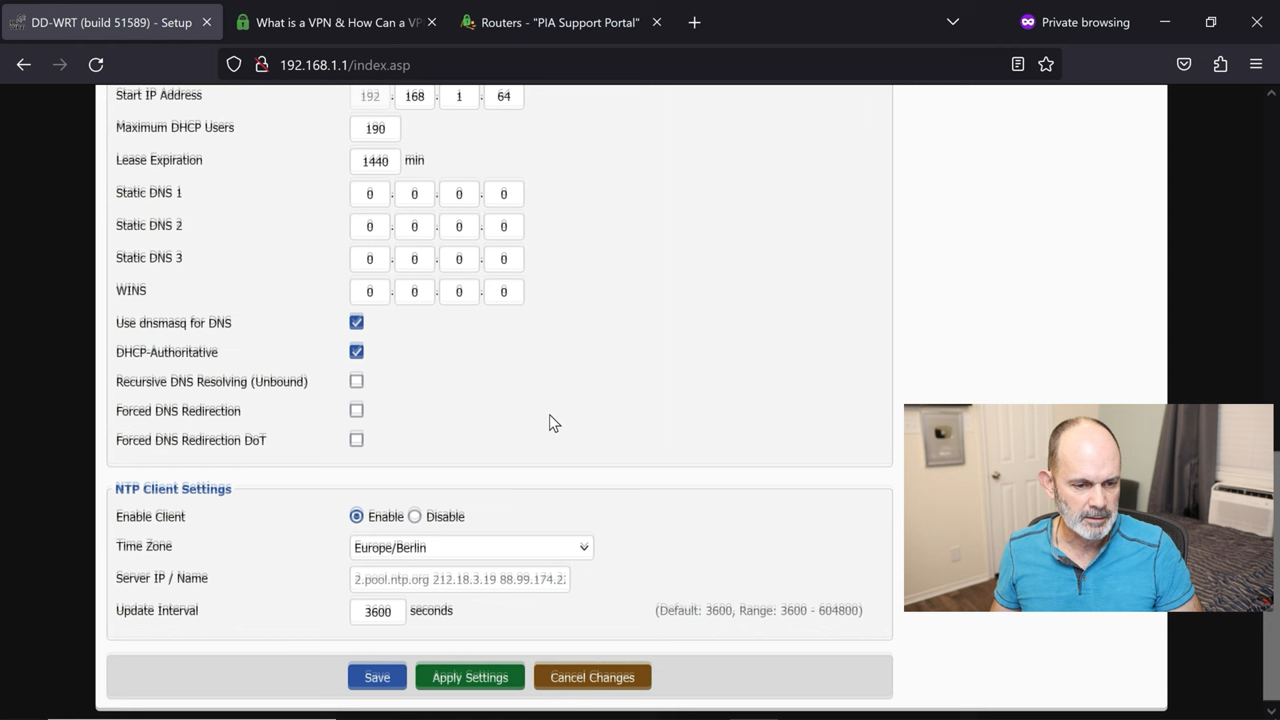 DD-WRT (build 51589) - Setup
What is a VPN & How Can a VP
Routers - "PIA Support Portal"
Private browsing
192.168.1.1/index.asp
Start IP Address 192 . 168 . 1 . 64
Maximum DHCP Users 190
Lease Expiration 1440 min
Static DNS 1 0 . 0 . 0 . 0
Static DNS 2 0 . 0 . 0 . 0
Static DNS 3 0 . 0 . 0 . 0
WINS 0 . 0 . 0 . 0
Use dnsmasq for DNS
DHCP-Authoritative
Recursive DNS Resolving (Unbound)
Forced DNS Redirection
Forced DNS Redirection DoT
NTP Client Settings
Enable Client Enable Disable
Time Zone Europe/Berlin
Server IP / Name 2.pool.ntp.org 212.18.3.19 88.99.174.2
Update Interval 3600 seconds (Default: 3600, Range: 3600 - 604800)
Save Apply Settings Cancel Changes